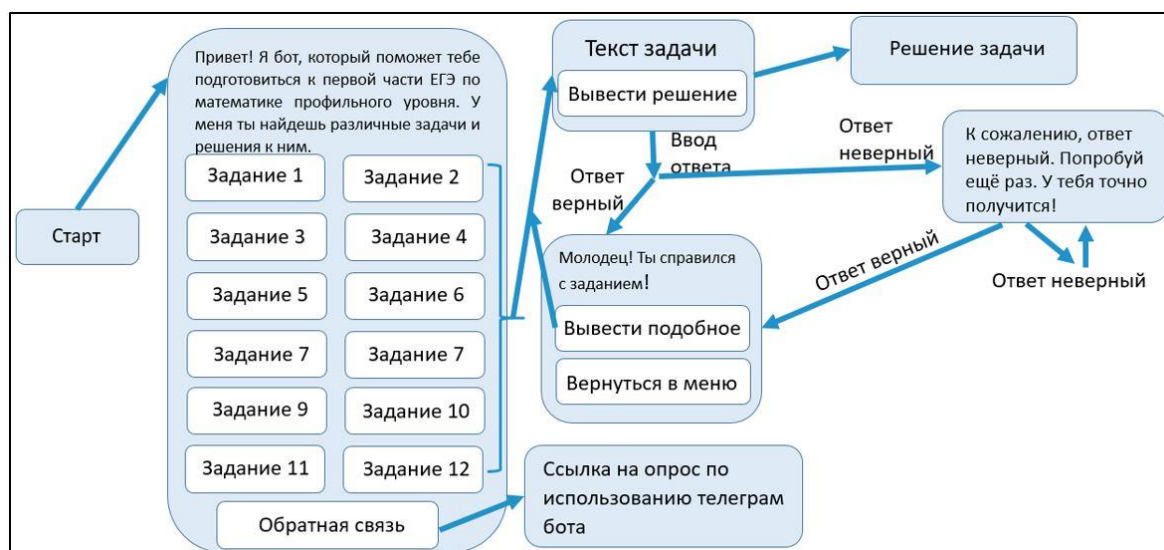 Старт
Привет! Я бот, который поможет тебе
подготовиться к первой части ЕГЭ по
математике профильного уровня. У
меня ты найдешь различные задачи и
решения к ним.
Задание 1
Задание 2
Задание 3
Задание 4
Задание 5
Задание 6
Задание 7
Задание 7
Задание 9
Задание 10
Задание 11
Задание 12
Обратная связь
Текст задачи
Вывести решение
Решение задачи
Ввод
ответа
Ответ
верный
Ответ
неверный
К сожалению, ответ
неверный. Попробуй
ещё раз. У тебя точно
получится!
Ответ неверный
Ответ верный
Молодец! Ты справился
с заданием!
Вывести подобное
Вернуться в меню
Ссылка на опрос по
использованию телеграм
бота